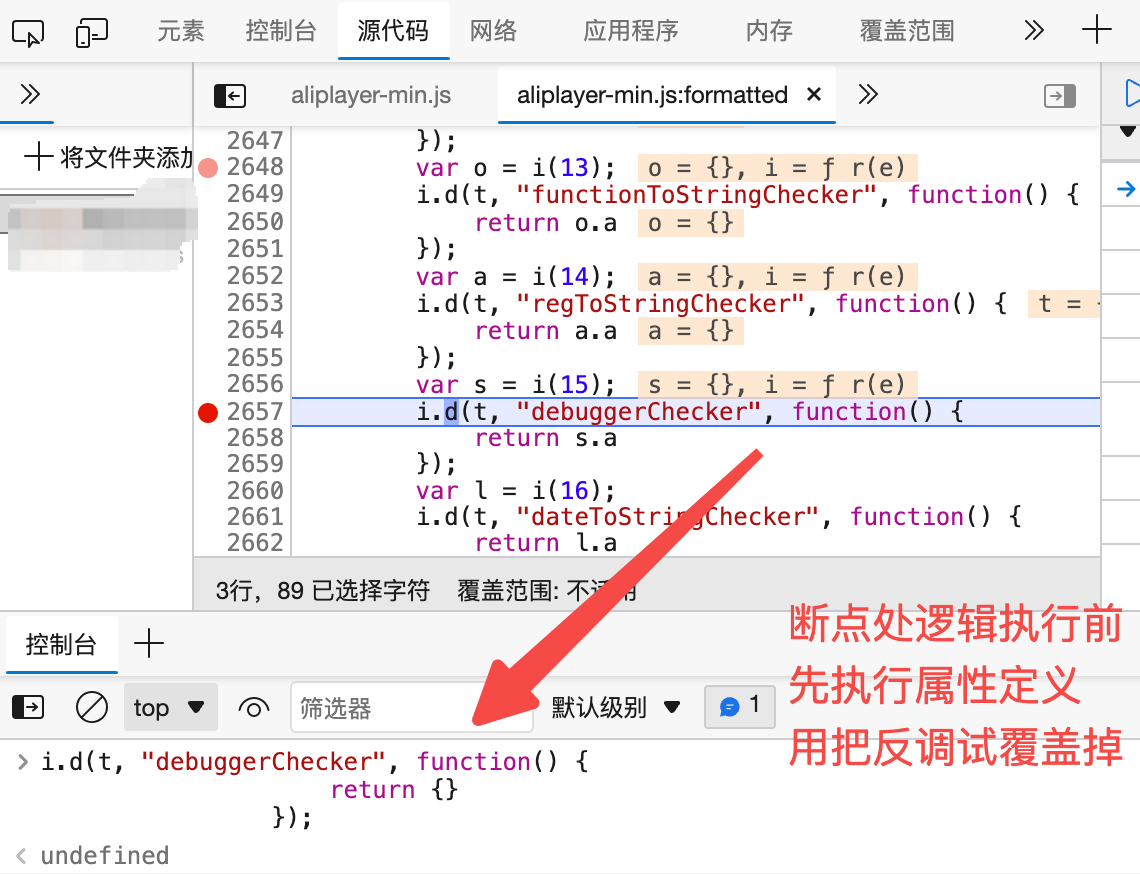 元素 控制台 源代码 网络 应用程序 内存 覆盖范围
aliplayer-min.js aliplayer-min.js:formatted
将文件夹添加
2647 });
2648 var o = i(13); o = {}, i = ƒ r(e)
2649 i.d(t, "functionToStringChecker", function() {
2650 return o.a o = {}
2651 });
2652 var a = i(14); a = {}, i = ƒ r(e)
2653 i.d(t, "regToStringChecker", function() { t =
2654 return a.a a = {}
2655 });
2656 var s = i(15); s = {}, i = ƒ r(e)
2657 i.d(t, "debuggerChecker", function() {
2658 return s.a
2659 });
2660 var l = i(16);
2661 i.d(t, "dateToStringChecker", function() {
2662 return l.a
3行，89 已选择字符 覆盖范围: 不适用
断点处逻辑执行前
先执行属性定义
用把反调试覆盖掉
控制台
top 筛选器 默认级别 1
> i.d(t, "debuggerChecker", function() {
return {}
});
< undefined